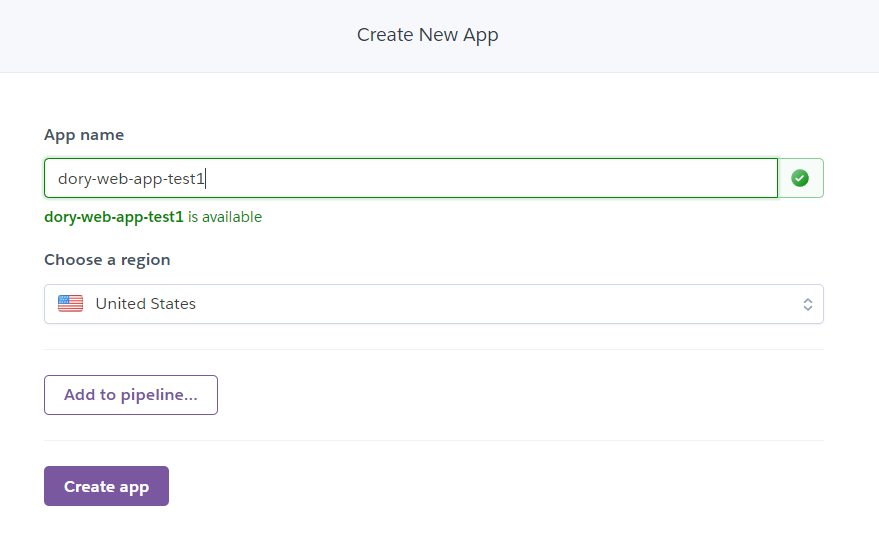 Create New App
App name
dory-web-app-test1
dory-web-app-test1 is available
Choose a region
United States
Add to pipeline...
Create app